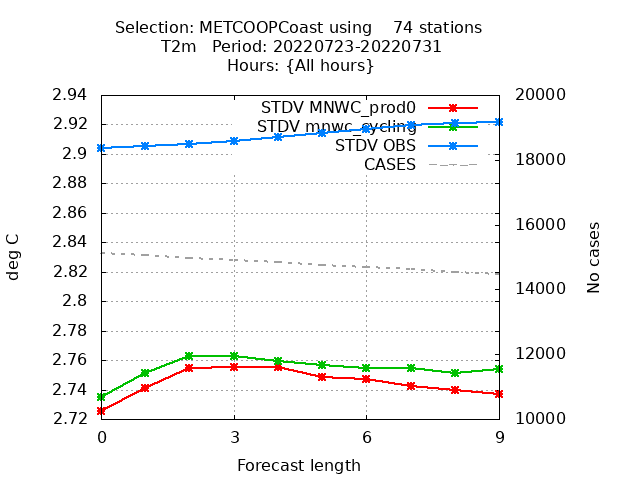 Selection: METCOOPCoast using    74 stations
T2m   Period: 20220723-20220731
Hours: {All hours}
2.94
2.92
2.9
2.88
2.86
2.84
2.82
2.8
2.78
2.76
2.74
2.72
20000
18000
16000
14000
12000
10000
STDV MNWC_prod0
STDV mnwc_cycling
STDV OBS
CASES
deg C
No cases
0
3
6
9
Forecast length